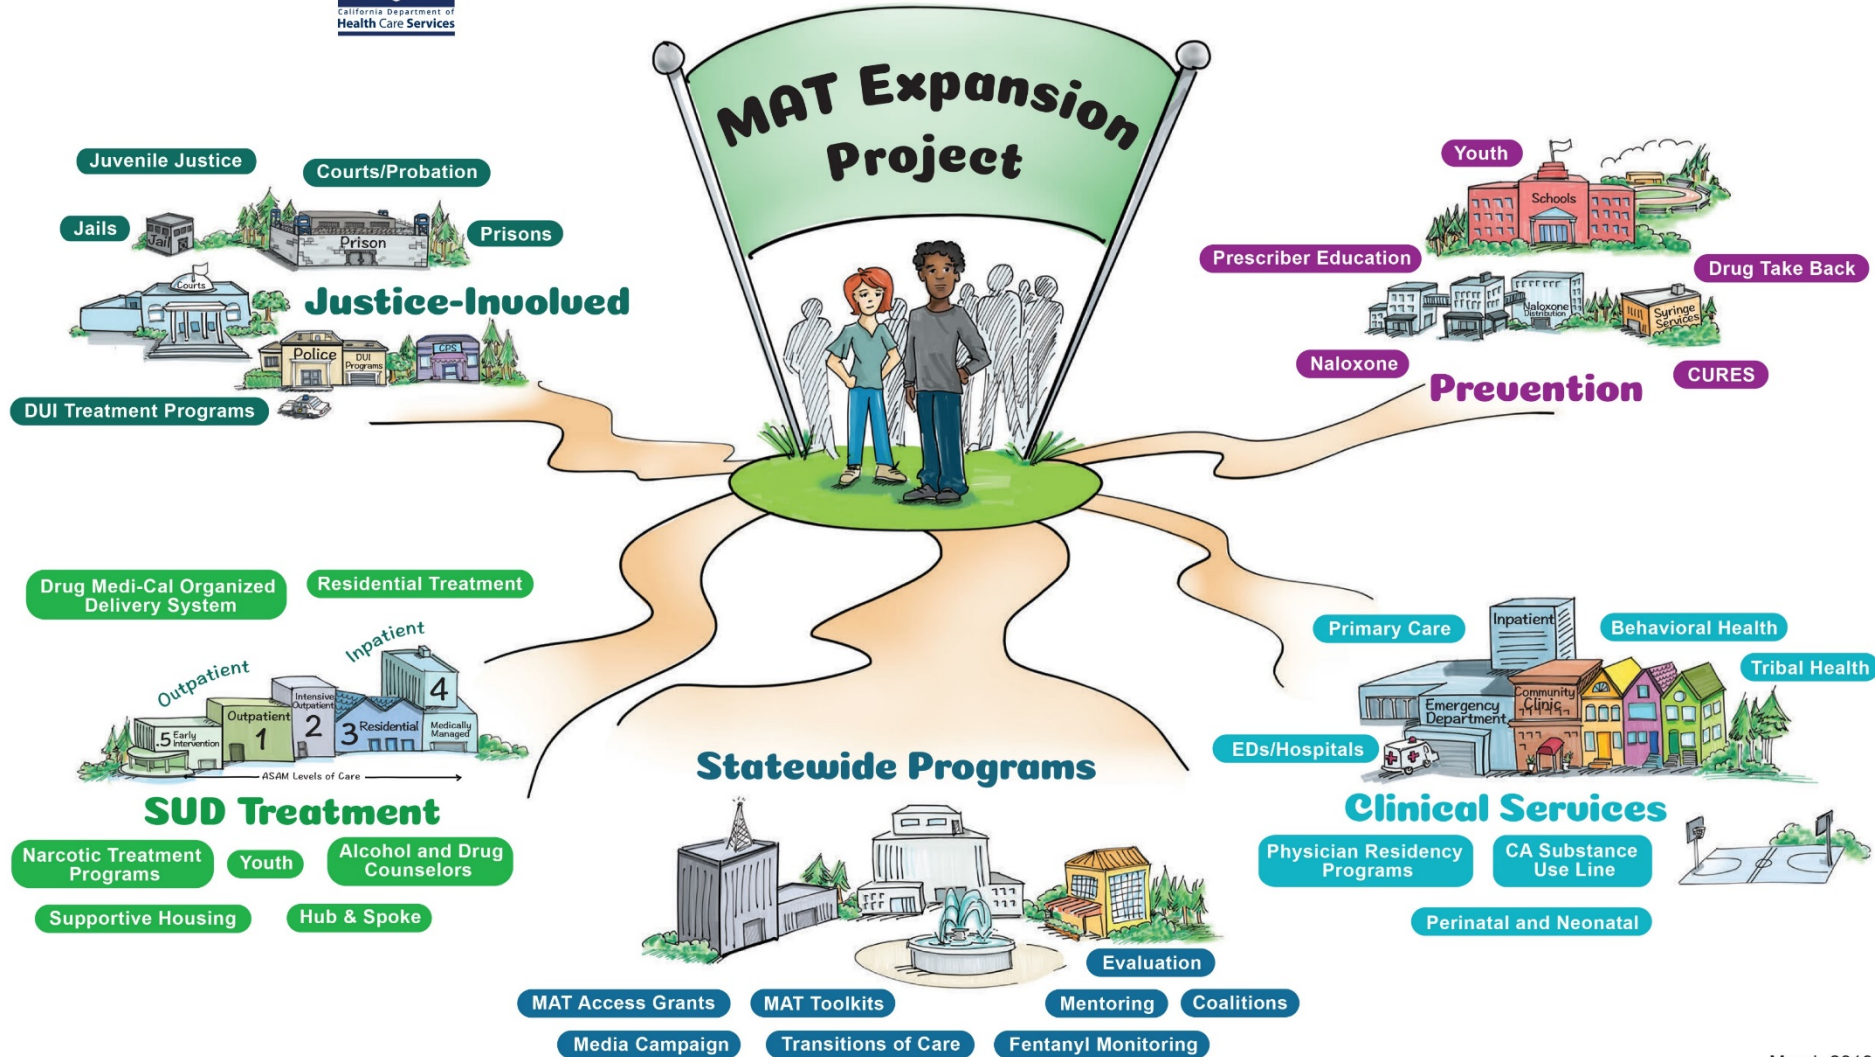 California Department of
Health Care Services
MAT Expansion
Project
Juvenile Justice
Courts/Probation
Jails
Jail
Prison
Prisons
Courts
Justice-Involved
Police
DUI
Programs
CPS
DUI Treatment Programs
Youth
Schools
Prescriber Education
Drug Take Back
Naloxone
Distribution
Syringe
Services
Naloxone
CURES
Prevention
Drug Medi-Cal Organized
Delivery System
Residential Treatment
Outpatient
Inpatient
.5 Early
Intervention
Outpatient
1
Intensive
Outpatient
2
3 Residential
4
Medically
Managed
ASAM Levels of Care
SUD Treatment
Narcotic Treatment
Programs
Youth
Alcohol and Drug
Counselors
Supportive Housing
Hub & Spoke
Statewide Programs
Evaluation
MAT Access Grants
MAT Toolkits
Mentoring
Coalitions
Media Campaign
Transitions of Care
Fentanyl Monitoring
Primary Care
Inpatient
Behavioral Health
Tribal Health
Emergency
Department
Community
Clinic
EDs/Hospitals
Clinical Services
Physician Residency
Programs
CA Substance
Use Line
Perinatal and Neonatal